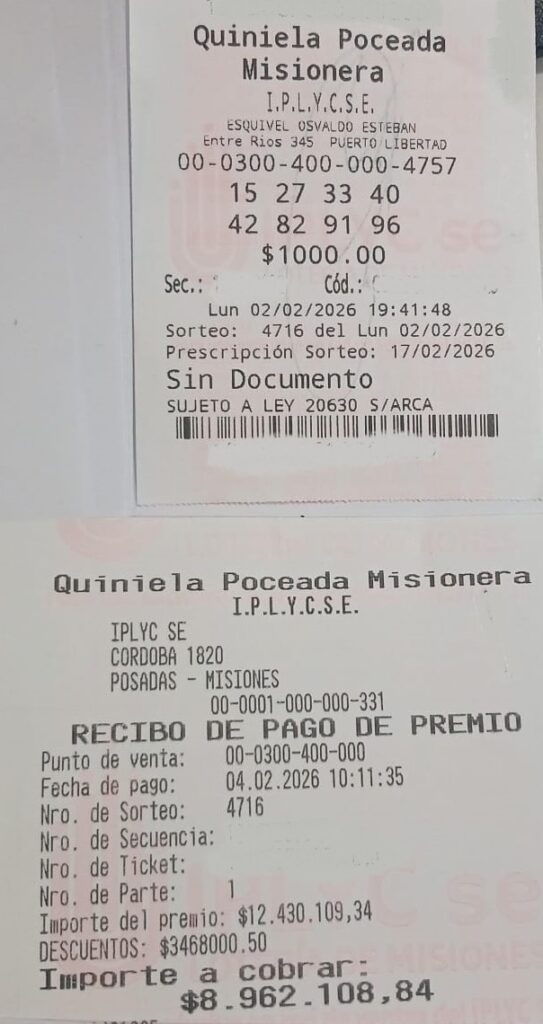 Quiniela Poceada
Misionera
I.P.L.Y.C.S.E.
ESQUIVEL OSVALDO ESTEBAN
Entre Rios 345 PUERTO LIBERTAD
00-0300-400-000-4757
15 27 33 40
42 82 91 96
$1000.00
Sec.: Cód.:
Lun 02/02/2026 19:41:48
Sorteo: 4716 del Lun 02/02/2026
Prescripción Sorteo: 17/02/2026
Sin Documento
SUJETO A LEY 20630 S/ARCA
Quiniela Poceada Misionera
I.P.L.Y.C.S.E.
IPLYC SE
CORDOBA 1820
POSADAS - MISIONES
00-0001-000-000-331
RECIBO DE PAGO DE PREMIO
Punto de venta: 00-0300-400-000
Fecha de pago: 04.02.2026 10:11:35
Nro. de Sorteo: 4716
Nro. de Secuencia:
Nro. de Ticket:
Nro. de Parte: 1
Importe del premio: $12.430.109,34
DESCUENTOS: $3468000.50
Importe a cobrar:
$8.962.108,84